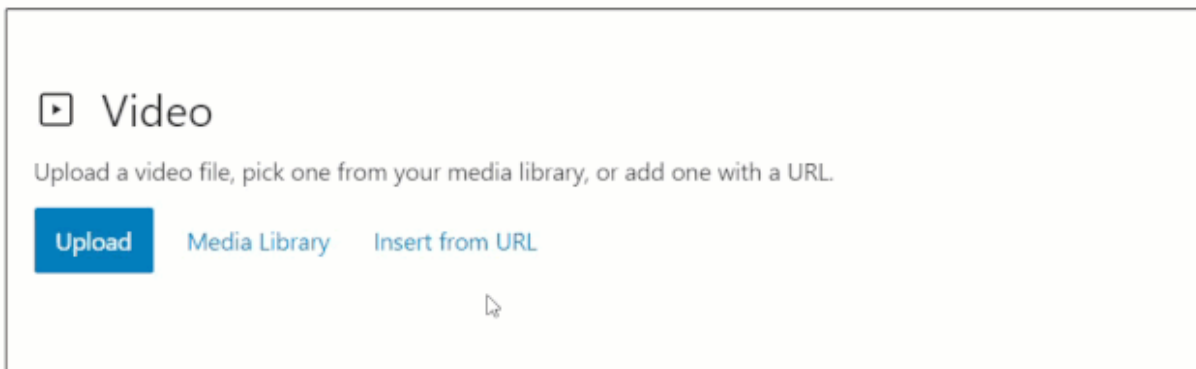 Video
Upload a video file, pick one from your media library, or add one with a URL.
Upload Media Library Insert from URL